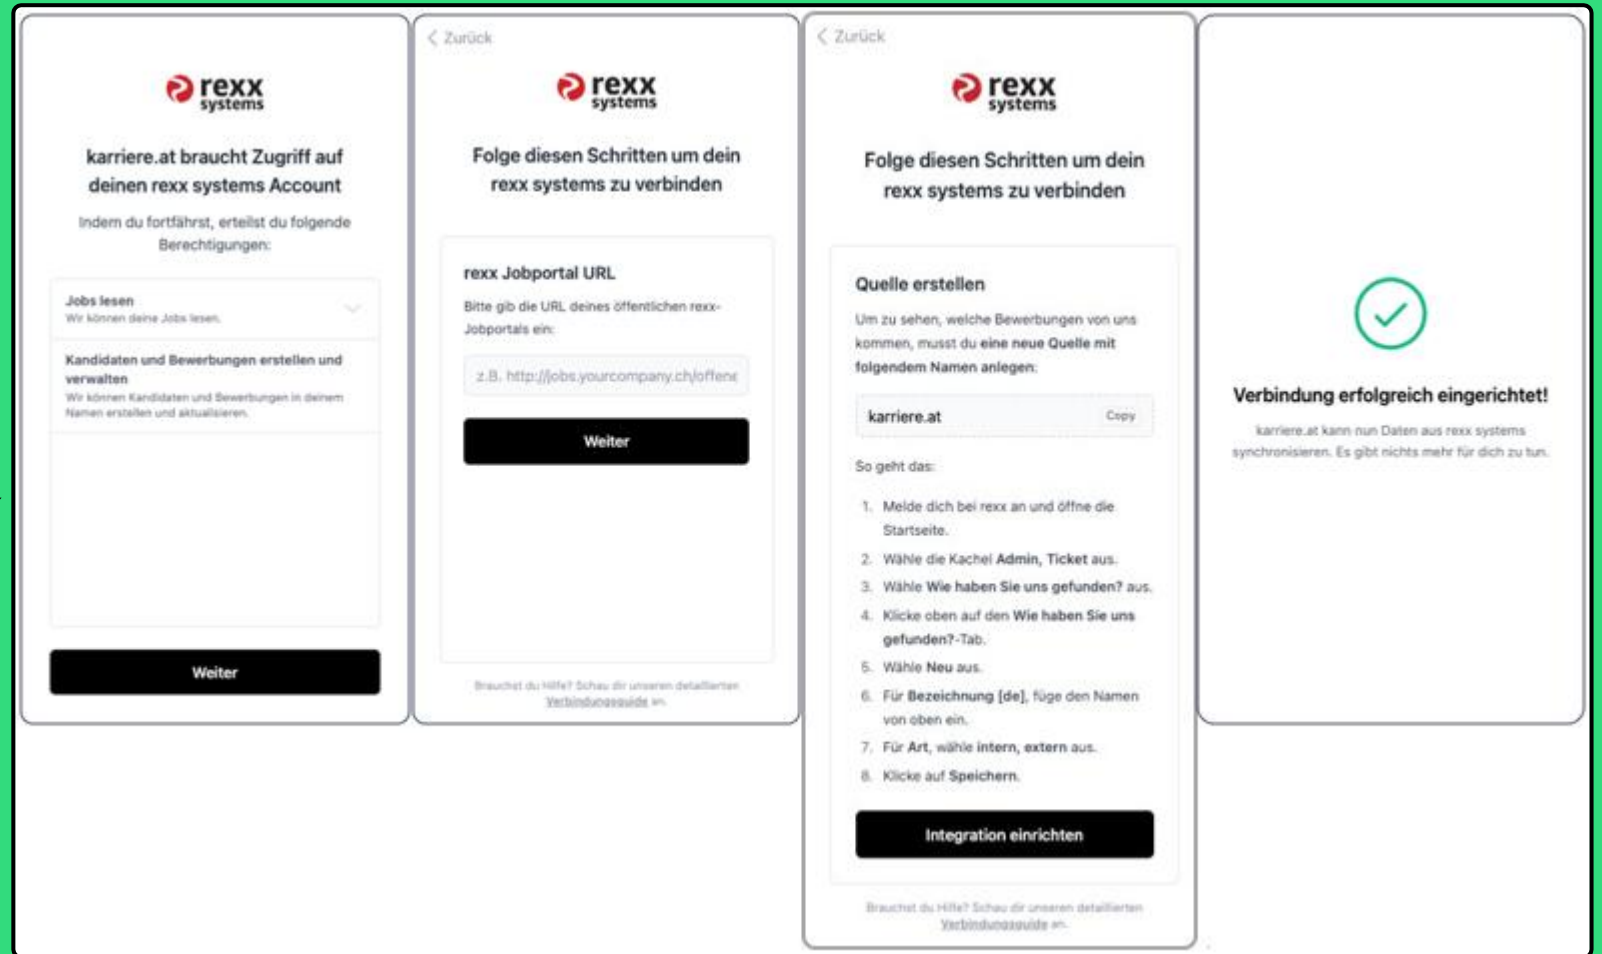 rexx
systems
karriere.at braucht Zugriff auf
deinen rexx systems Account
Indem du fortfährst, erteilst du folgende
Berechtigungen:
Jobs lesen
Wir können deine Jobs lesen.
Kandidaten und Bewerbungen erstellen und
verwalten
Wir können Kandidaten und Bewerbungen in deinem
Namen erstellen und aktualisieren.
Weiter
Zurück
rexx
systems
Folge diesen Schritten um dein
rexx systems zu verbinden
rexx Jobportal URL
Bitte gib die URL deines öffentlichen rexx-
Jobportals ein:
z.B. http://jobs.yourcompany.ch/offene
Weiter
Brauchst du Hilfe? Schau dir unseren detaillierten
Verbindungsguide an.
Zurück
rexx
systems
Folge diesen Schritten um dein
rexx systems zu verbinden
Quelle erstellen
Um zu sehen, welche Bewerbungen von uns
kommen, musst du eine neue Quelle mit
folgendem Namen anlegen:
karriere.at Copy
So geht das:
1. Melde dich bei rexx an und öffne die
Startseite.
2. Wähle die Kachel Admin, Ticket aus.
3. Wähle Wie haben Sie uns gefunden? aus.
4. Klicke oben auf den Wie haben Sie uns
gefunden?-Tab.
5. Wähle Neu aus.
6. Für Bezeichnung [de], füge den Namen
von oben ein.
7. Für Art, wähle intern, extern aus.
8. Klicke auf Speichern.
Integration einrichten
Brauchst du Hilfe? Schau dir unseren detaillierten
Verbindungsguide an.
Verbindung erfolgreich eingerichtet!
karriere.at kann nun Daten aus rexx systems
synchronisieren. Es gibt nichts mehr für dich zu tun.